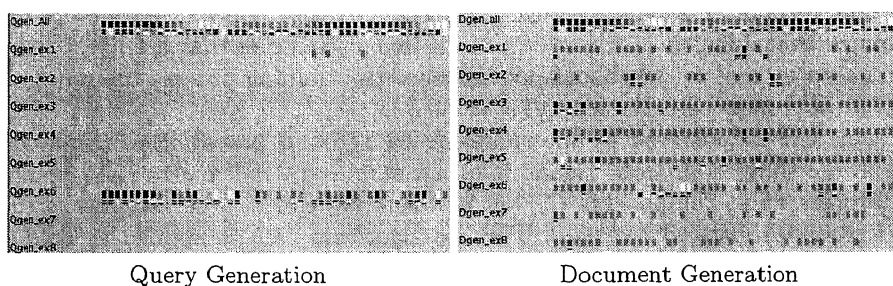 Qgen_All
Qgen_ex1
Qgen_ex2
Qgen_ex3
Qgen_ex4
Qgen_ex5
Qgen_ex6
Qgen_ex7
Qgen_ex8
Query Generation
Dgen_all
Dgen_ex1
Dgen_ex2
Dgen_ex3
Dgen_ex4
Dgen_ex5
Dgen_ex6
Dgen_ex7
Dgen_ex8
Document Generation